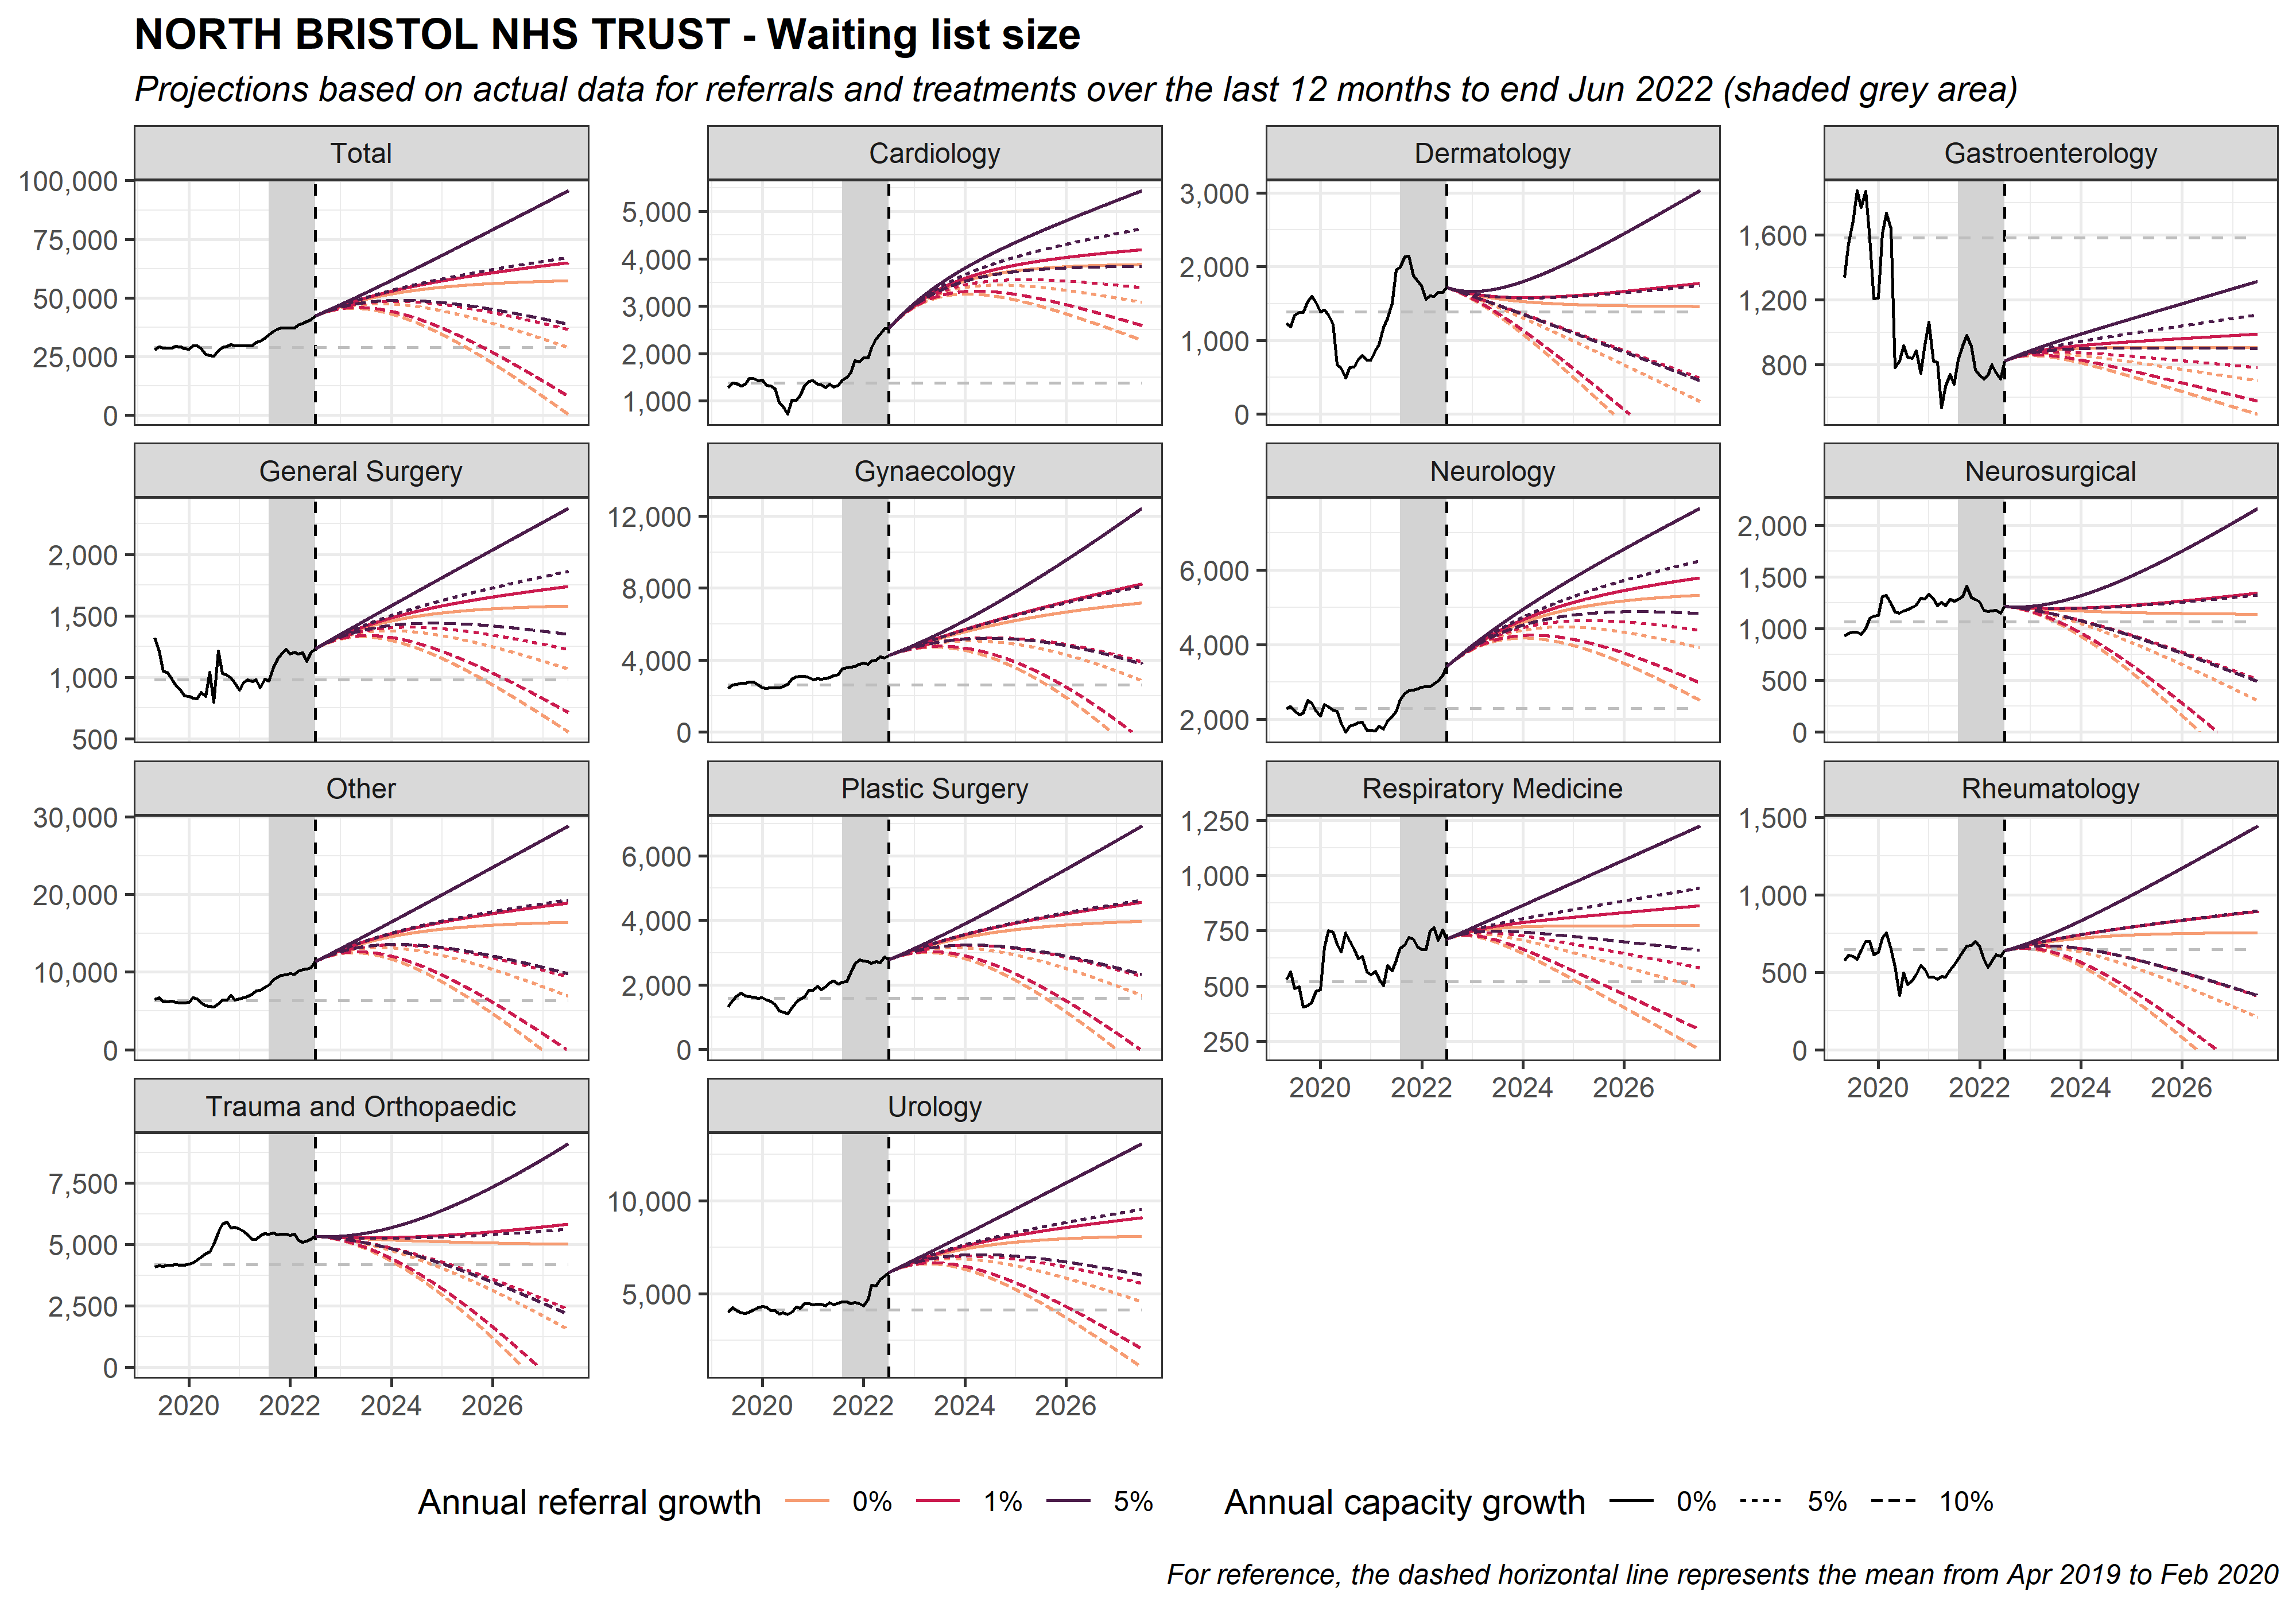 NORTH BRISTOL NHS TRUST - Waiting list size
Projections based on actual data for referrals and treatments over the last 12 months to end Jun 2022 (shaded grey area)
Total
100,000
75,000
50,000
25,000
0
Cardiology
5,000
4,000
3,000
2,000
1,000
Dermatology
3,000
2,000
1,000
0
Gastroenterology
1,600
1,200
800
General Surgery
2,000
1,500
1,000
500
Gynaecology
12,000
8,000
4,000
0
Neurology
6,000
4,000
2,000
Neurosurgical
2,000
1,500
1,000
500
0
Other
30,000
20,000
10,000
0
Plastic Surgery
6,000
4,000
2,000
0
Respiratory Medicine
1,250
1,000
750
500
250
2020 2022 2024 2026
Rheumatology
1,500
1,000
500
0
2020 2022 2024 2026
Trauma and Orthopaedic
7,500
5,000
2,500
0
2020 2022 2024 2026
Urology
10,000
5,000
2020 2022 2024 2026
Annual referral growth 0% 1% 5% Annual capacity growth 0% 5% 10%
For reference, the dashed horizontal line represents the mean from Apr 2019 to Feb 2020